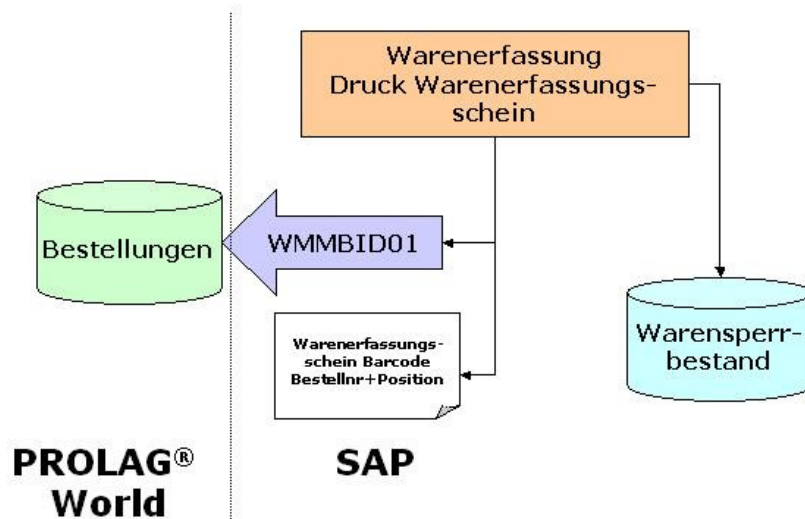 Warenerfassung
Druck Warenerfassungs-
schein
Bestellungen
WMMBID01
Warensperr-
bestand
Warenerfassungs-
schein Barcode
Bestellnr+Position
PROLAG®
World
SAP